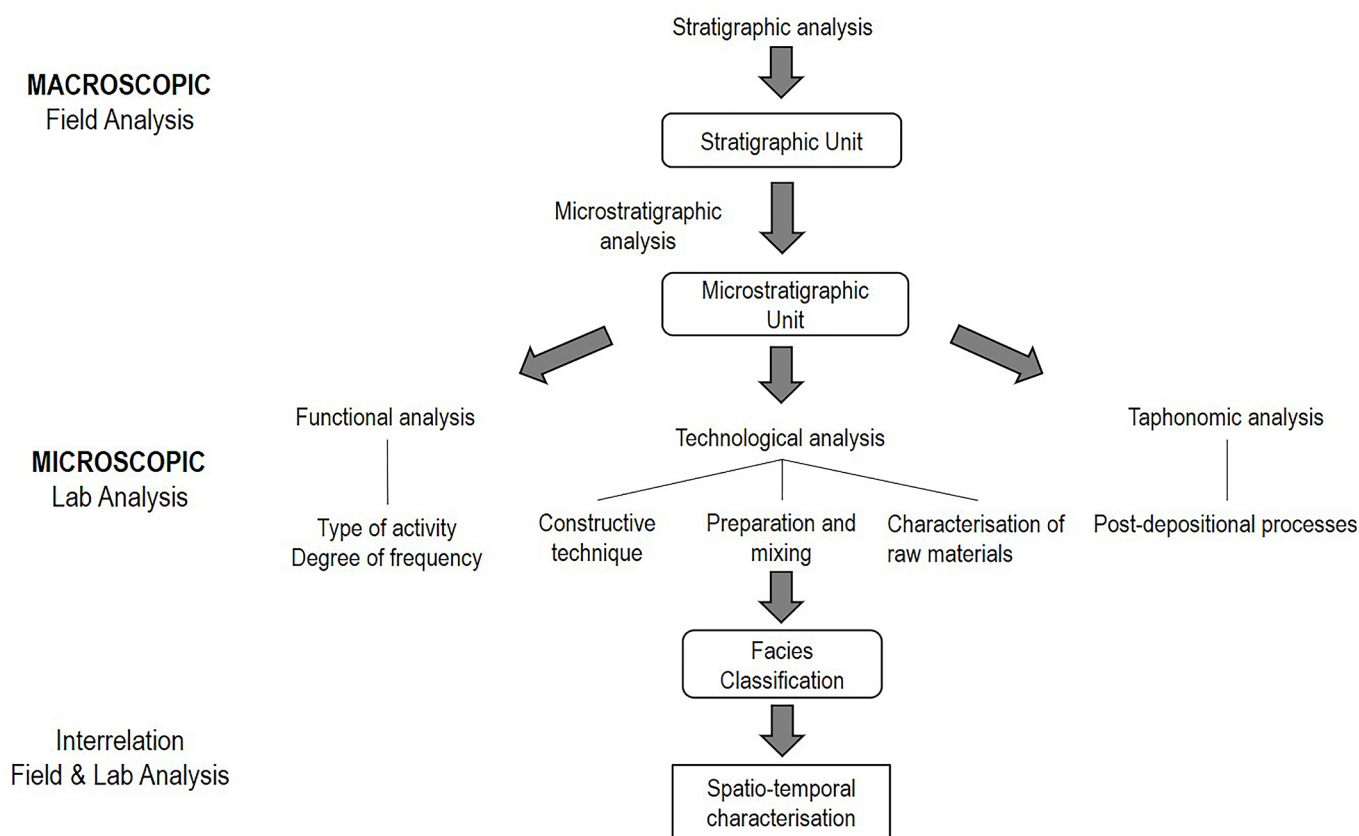 Stratigraphic analysis
MACROSCOPIC
Field Analysis
Stratigraphic Unit
Microstratigraphic
analysis
Microstratigraphic
Unit
Functional analysis
Technological analysis
Taphonomic analysis
MICROSCOPIC
Lab Analysis
Type of activity
Degree of frequency
Constructive
technique
Preparation and
mixing
Characterisation of
raw materials
Post-depositional processes
Facies
Classification
Interrelation
Field & Lab Analysis
Spatio-temporal
characterisation